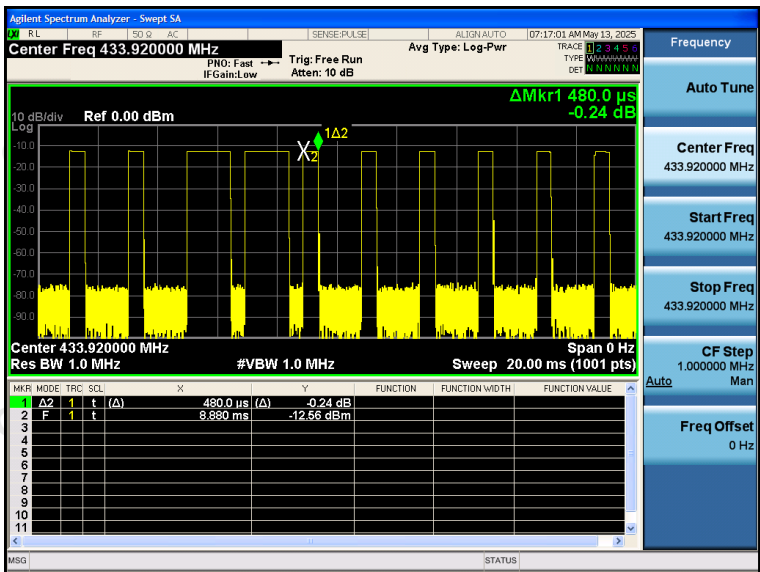 Agilent Spectrum Analyzer - Swept SA
LXI RL RF 50 Ω AC SENSE:PULSE ALIGN AUTO 07:17:01 AM May 13, 2025
Center Freq 433.920000 MHz Avg Type: Log-Pwr TRACE 1 2 3 4 5 6
PNO: Fast Trig: Free Run TYPE
IFGain:Low Atten: 10 dB DET N N N N N N
ΔMkr1 480.0 µs
-0.24 dB
10 dB/div Ref 0.00 dBm
Log
-10.0
-20.0
-30.0
-40.0
-50.0
-60.0
-70.0
-80.0
-90.0
1Δ2
X2
Center 433.920000 MHz Span 0 Hz
Res BW 1.0 MHz #VBW 1.0 MHz Sweep 20.00 ms (1001 pts)
MKR MODE TRC SCL X Y FUNCTION FUNCTION WIDTH FUNCTION VALUE
1 Δ2 1 t (Δ) 480.0 µs (Δ) -0.24 dB
2 F 1 t 8.880 ms -12.56 dBm
3
4
5
6
7
8
9
10
11
MSG STATUS
Frequency
Auto Tune
Center Freq
433.920000 MHz
Start Freq
433.920000 MHz
Stop Freq
433.920000 MHz
CF Step
1.000000 MHz
Auto Man
Freq Offset
0 Hz